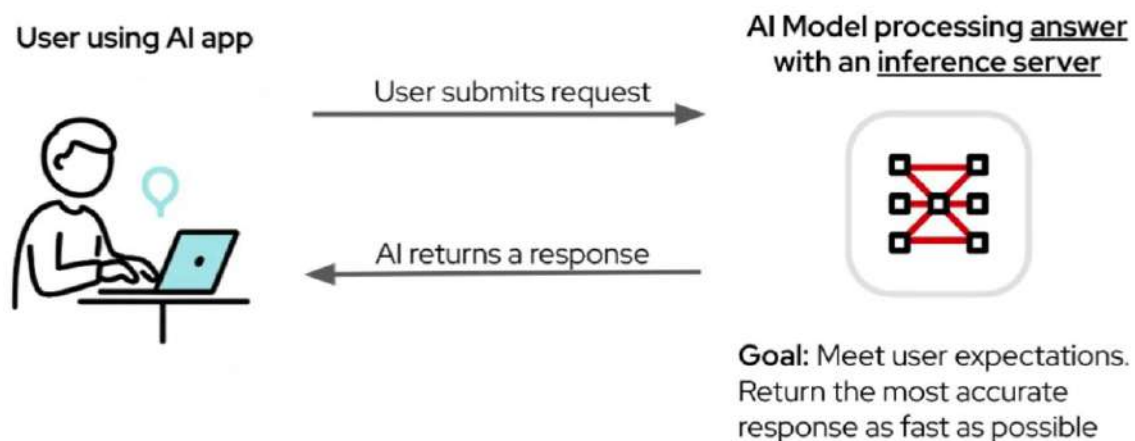 User using AI app
AI Model processing answer
with an inference server
User submits request
AI returns a response
Goal: Meet user expectations.
Return the most accurate
response as fast as possible